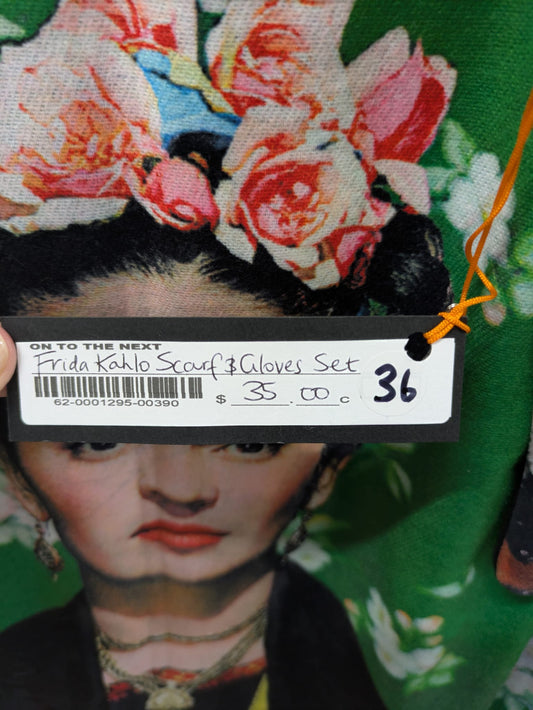 ON TO THE NEXT
Frida Kahlo Scarf & Gloves Set
62-0001295-00390
$ 35.00 c
36